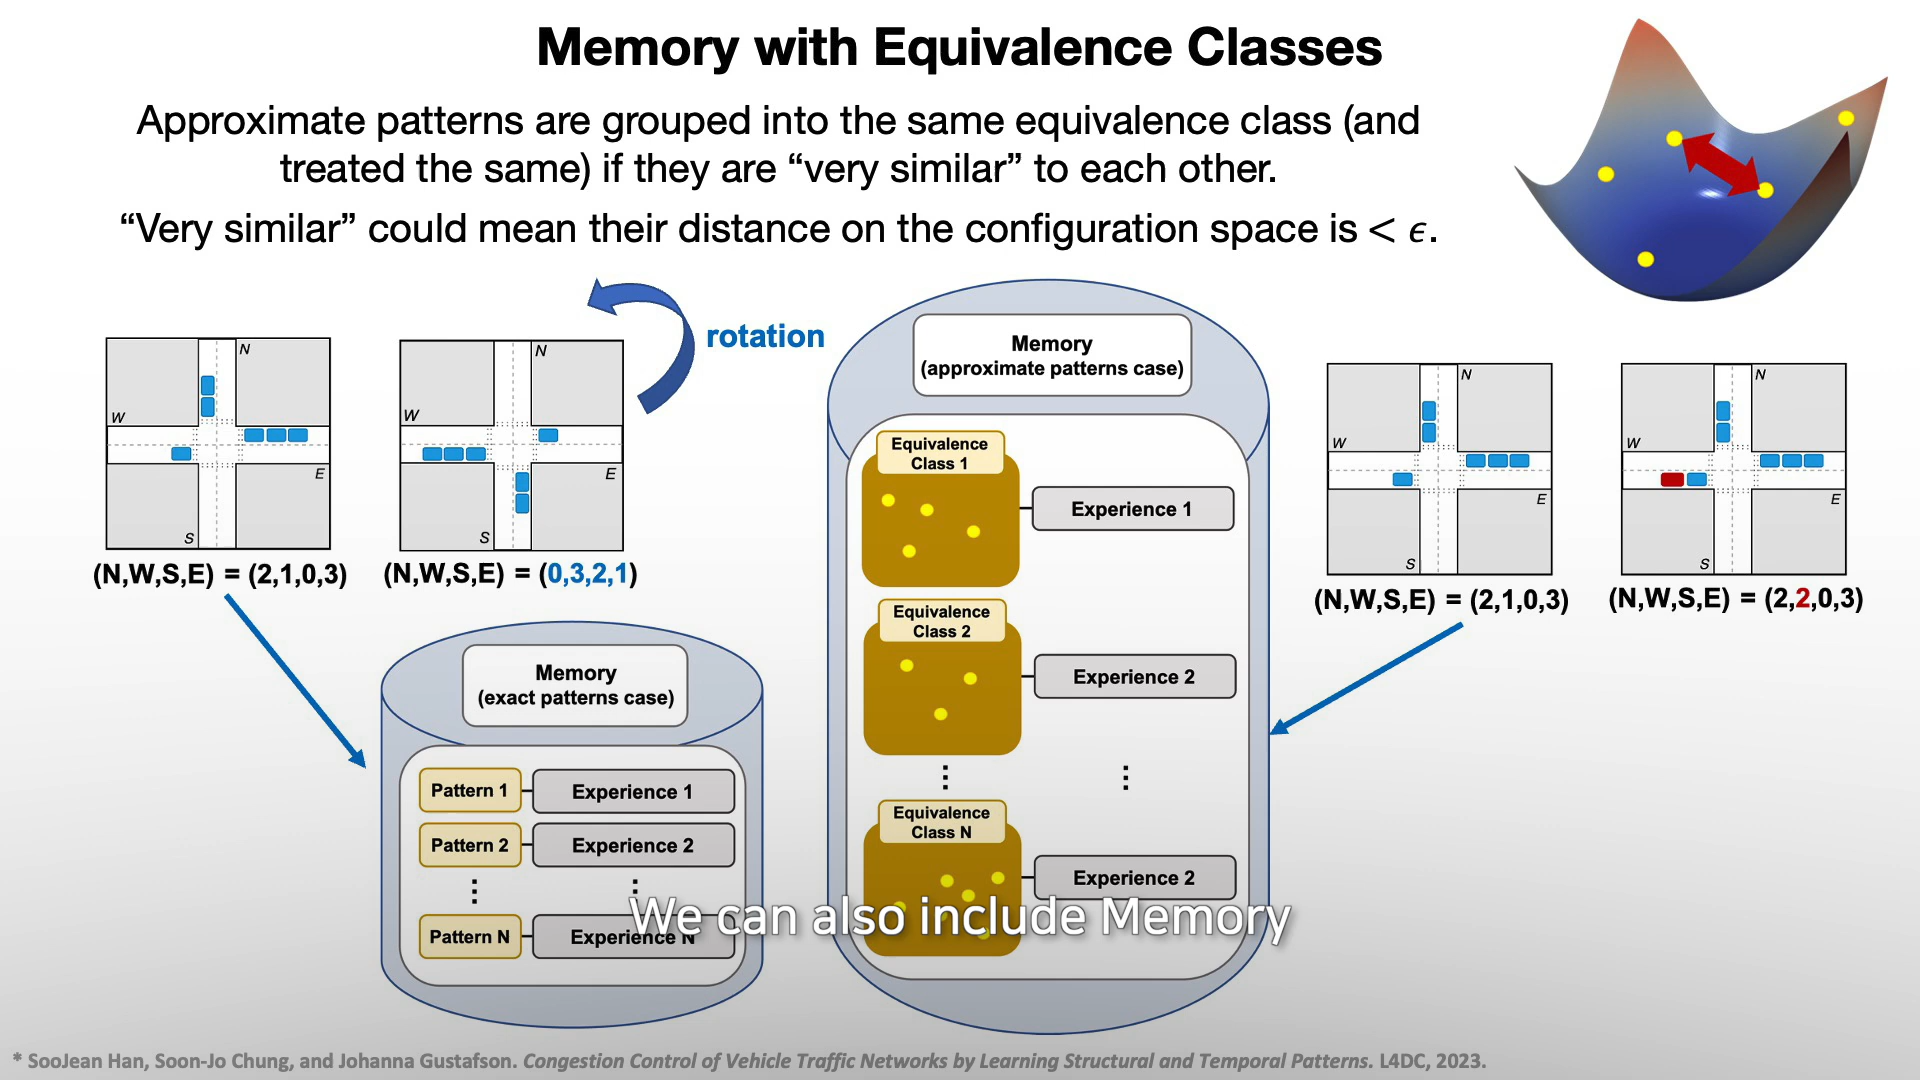 Memory with Equivalence Classes
Approximate patterns are grouped into the same equivalence class (and
treated the same) if they are “very similar” to each other.
“Very similar” could mean their distance on the configuration space is < ϵ.
rotation
N
W
E
S
(N,W,S,E) = (2,1,0,3)
N
W
E
S
(N,W,S,E) = (0,3,2,1)
Memory
(exact patterns case)
Pattern 1
Experience 1
Pattern 2
Experience 2
⋮
⋮
Pattern N
Experience N
Memory
(approximate patterns case)
Equivalence
Class 1
Experience 1
Equivalence
Class 2
Experience 2
⋮
⋮
Equivalence
Class N
Experience 2
N
W
E
S
(N,W,S,E) = (2,1,0,3)
N
W
E
S
(N,W,S,E) = (2,2,0,3)
We can also include Memory
* SooJean Han, Soon-Jo Chung, and Johanna Gustafson. Congestion Control of Vehicle Traffic Networks by Learning Structural and Temporal Patterns. L4DC, 2023.